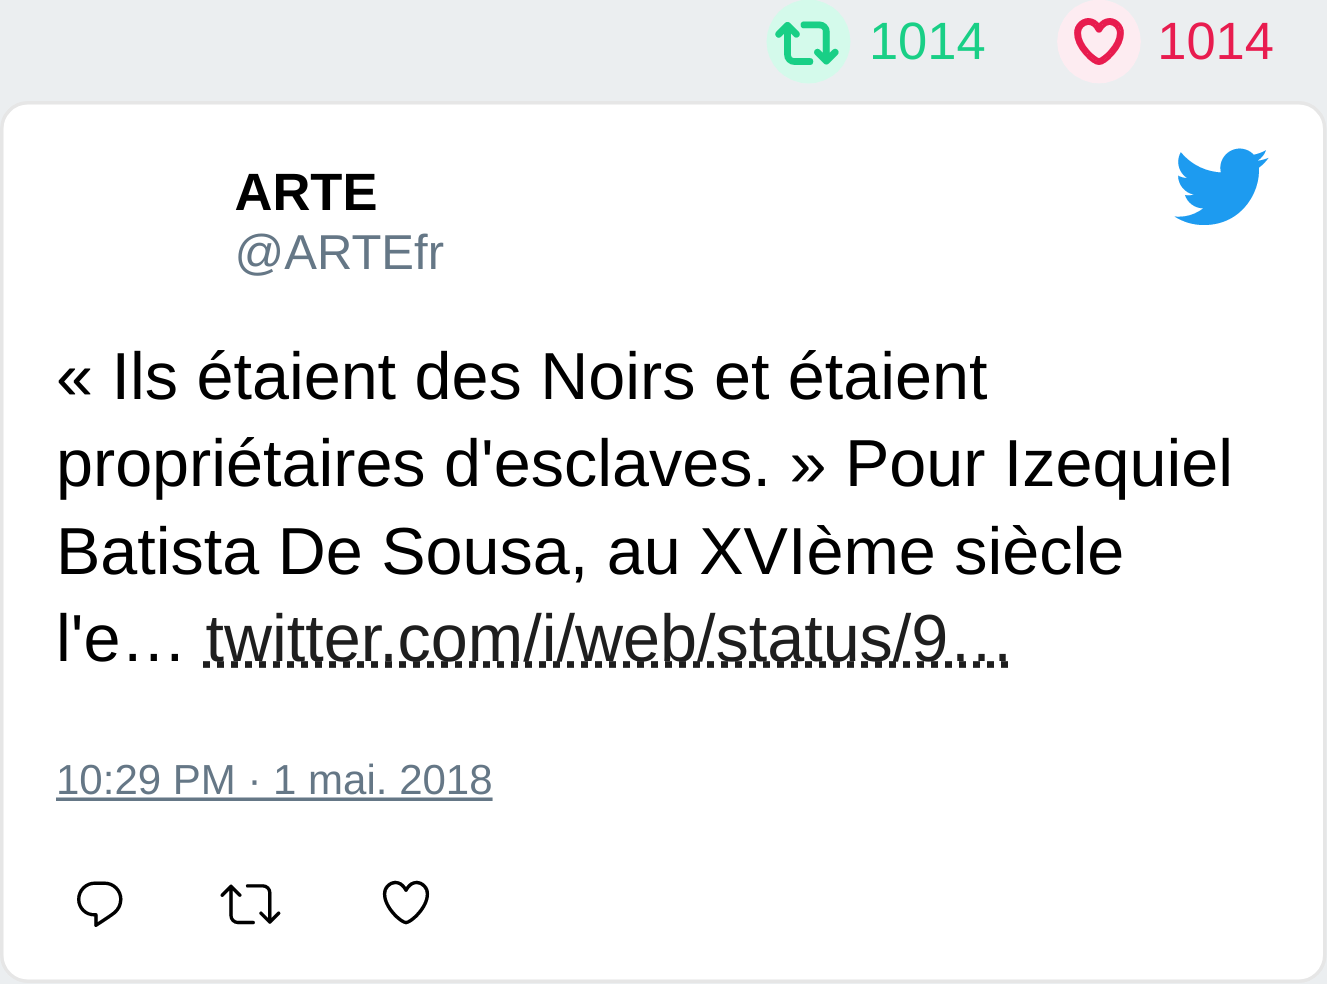 1014 1014
ARTE
@ARTEfr
« Ils étaient des Noirs et étaient
propriétaires d'esclaves. » Pour Izequiel
Batista De Sousa, au XVIème siècle
l'e… twitter.com/i/web/status/9…
10:29 PM · 1 mai. 2018